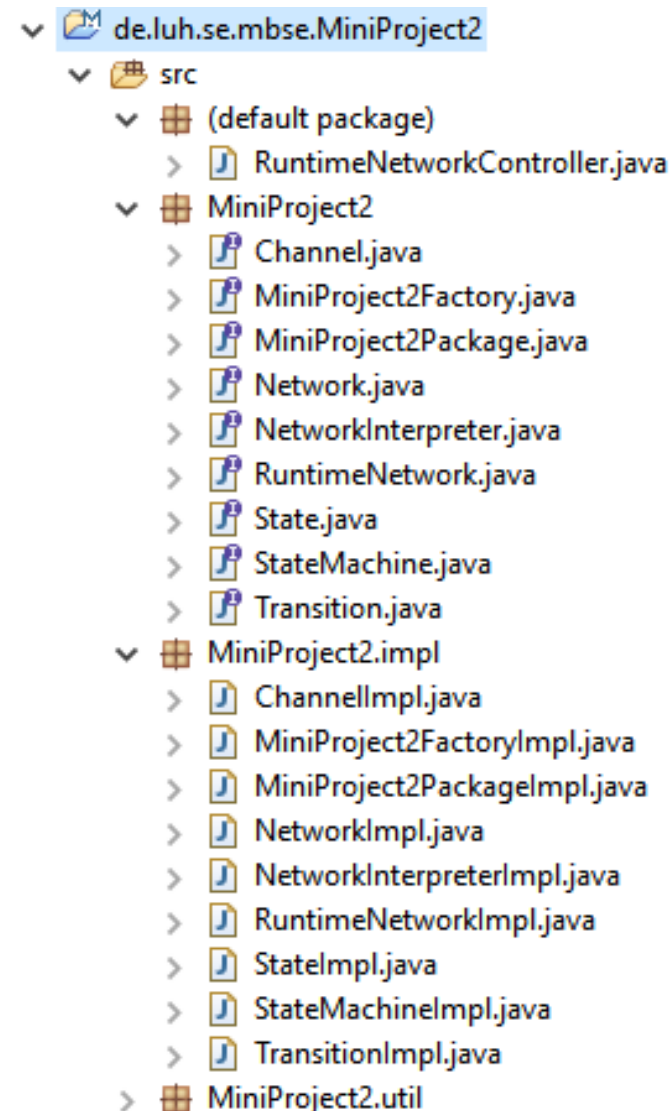 de.luh.se.mbse.MiniProject2
src
(default package)
RuntimeNetworkController.java
MiniProject2
Channel.java
MiniProject2Factory.java
MiniProject2Package.java
Network.java
NetworkInterpreter.java
RuntimeNetwork.java
State.java
StateMachine.java
Transition.java
MiniProject2.impl
ChannelImpl.java
MiniProject2FactoryImpl.java
MiniProject2PackageImpl.java
NetworkImpl.java
NetworkInterpreterImpl.java
RuntimeNetworkImpl.java
StateImpl.java
StateMachineImpl.java
TransitionImpl.java
MiniProject2.util